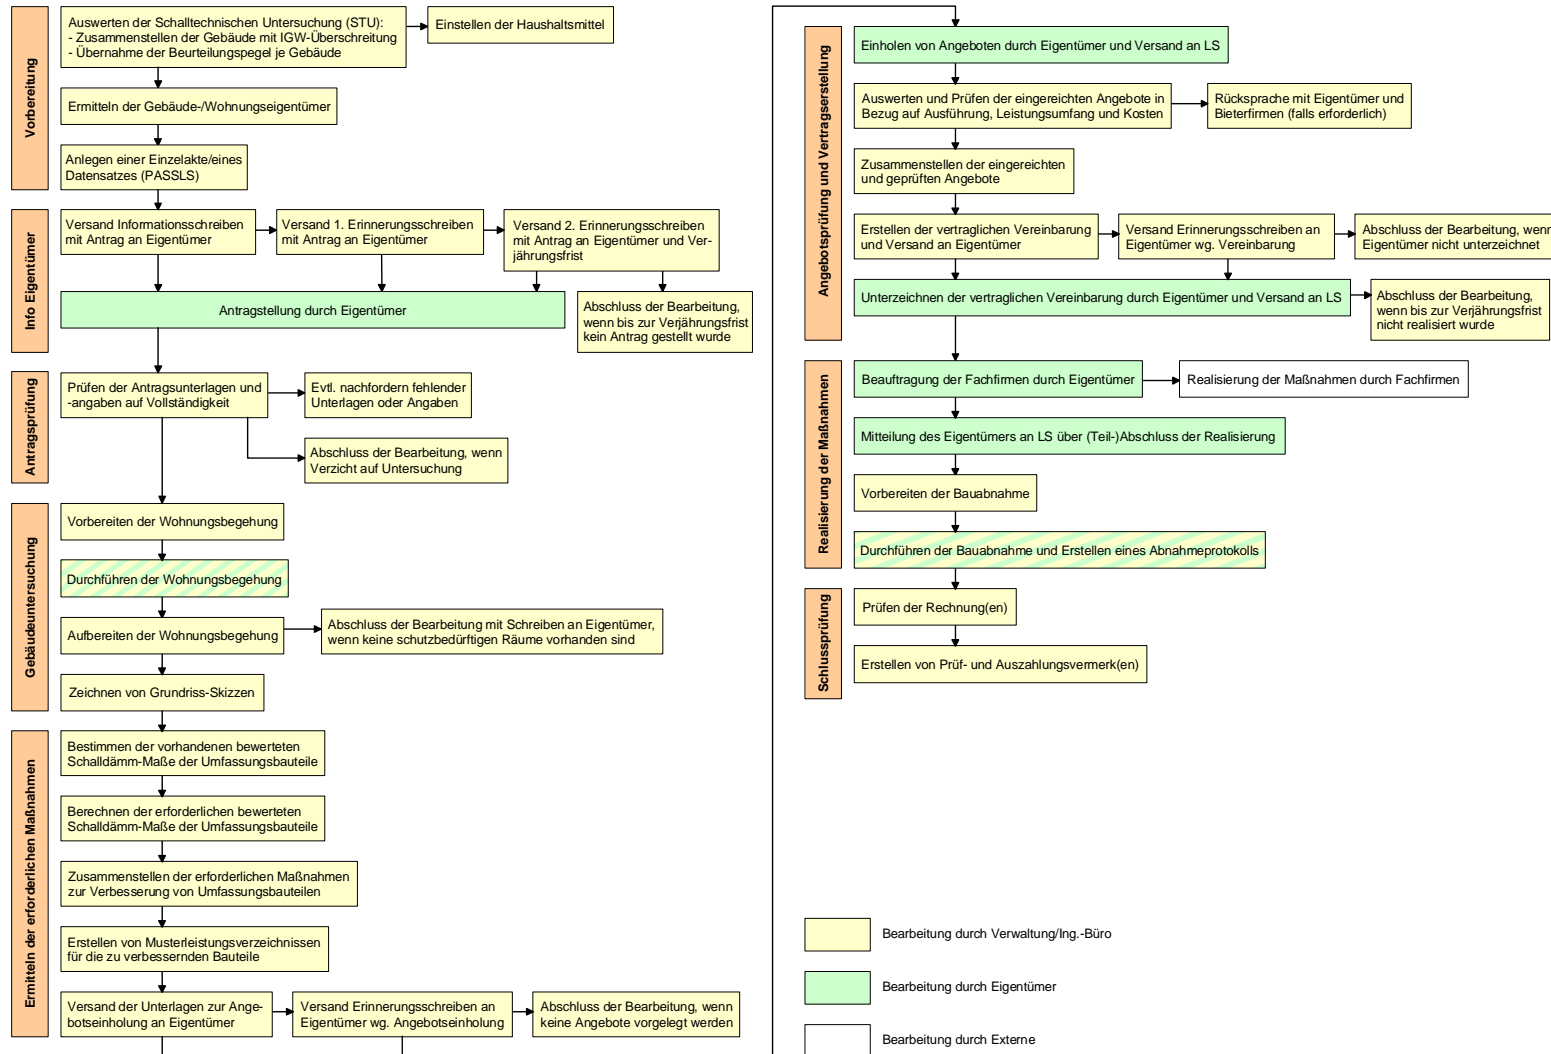 Vorbereitung
Auswerten der Schalltechnischen Untersuchung (STU):
- Zusammenstellen der Gebäude mit IGW-Überschreitung
- Übernahme der Beurteilungspegel je Gebäude
Einstellen der Haushaltsmittel
Ermitteln der Gebäude-/Wohnungseigentümer
Anlegen einer Einzelakte/eines
Datensatzes (PASSLS)
Info Eigentümer
Versand Informationsschreiben
mit Antrag an Eigentümer
Versand 1. Erinnerungsschreiben
mit Antrag an Eigentümer
Versand 2. Erinnerungsschreiben
mit Antrag an Eigentümer und Ver-
jährungsfrist
Antragstellung durch Eigentümer
Abschluss der Bearbeitung,
wenn bis zur Verjährungsfrist
kein Antrag gestellt wurde
Antragsprüfung
Prüfen der Antragsunterlagen und
-angaben auf Vollständigkeit
Evtl. nachfordern fehlender
Unterlagen oder Angaben
Abschluss der Bearbeitung, wenn
Verzicht auf Untersuchung
Gebäudeuntersuchung
Vorbereiten der Wohnungsbegehung
Durchführen der Wohnungsbegehung
Aufbereiten der Wohnungsbegehung
Abschluss der Bearbeitung mit Schreiben an Eigentümer,
wenn keine schutzbedürftigen Räume vorhanden sind
Zeichnen von Grundriss-Skizzen
Ermitteln der erforderlichen Maßnahmen
Bestimmen der vorhandenen bewerteten
Schalldämm-Maße der Umfassungsbauteile
Berechnen der erforderlichen bewerteten
Schalldämm-Maße der Umfassungsbauteile
Zusammenstellen der erforderlichen Maßnahmen
zur Verbesserung von Umfassungsbauteilen
Erstellen von Musterleistungsverzeichnissen
für die zu verbessernden Bauteile
Versand der Unterlagen zur Ange-
botseinholung an Eigentümer
Versand Erinnerungsschreiben an
Eigentümer wg. Angebotseinholung
Abschluss der Bearbeitung, wenn
keine Angebote vorgelegt werden
Angebotsprüfung und Vertragserstellung
Einholen von Angeboten durch Eigentümer und Versand an LS
Auswerten und Prüfen der eingereichten Angebote in
Bezug auf Ausführung, Leistungsumfang und Kosten
Rücksprache mit Eigentümer und
Bieterfirmen (falls erforderlich)
Zusammenstellen der eingereichten
und geprüften Angebote
Erstellen der vertraglichen Vereinbarung
und Versand an Eigentümer
Versand Erinnerungsschreiben an
Eigentümer wg. Vereinbarung
Abschluss der Bearbeitung, wenn
Eigentümer nicht unterzeichnet
Unterzeichnen der vertraglichen Vereinbarung durch Eigentümer und Versand an LS
Abschluss der Bearbeitung,
wenn bis zur Verjährungsfrist
nicht realisiert wurde
Realisierung der Maßnahmen
Beauftragung der Fachfirmen durch Eigentümer
Realisierung der Maßnahmen durch Fachfirmen
Mitteilung des Eigentümers an LS über (Teil-)Abschluss der Realisierung
Vorbereiten der Bauabnahme
Durchführen der Bauabnahme und Erstellen eines Abnahmeprotokolls
Schlussprüfung
Prüfen der Rechnung(en)
Erstellen von Prüf- und Auszahlungsvermerk(en)
Bearbeitung durch Verwaltung/Ing.-Büro
Bearbeitung durch Eigentümer
Bearbeitung durch Externe